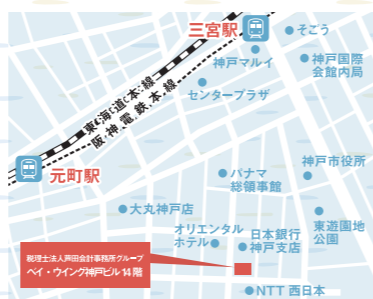 三宮駅
そごう
神戸マルイ
神戸国際
会館内局
センタープラザ
東海道本線
阪神電鉄本線
元町駅
神戸市役所
パナマ
総領事館
大丸神戸店
東遊園地
公園
オリエンタル
ホテル
日本銀行
神戸支店
税理士法人芦田会計事務所グループ
ベイ・ウイング神戸ビル 14階
NTT 西日本